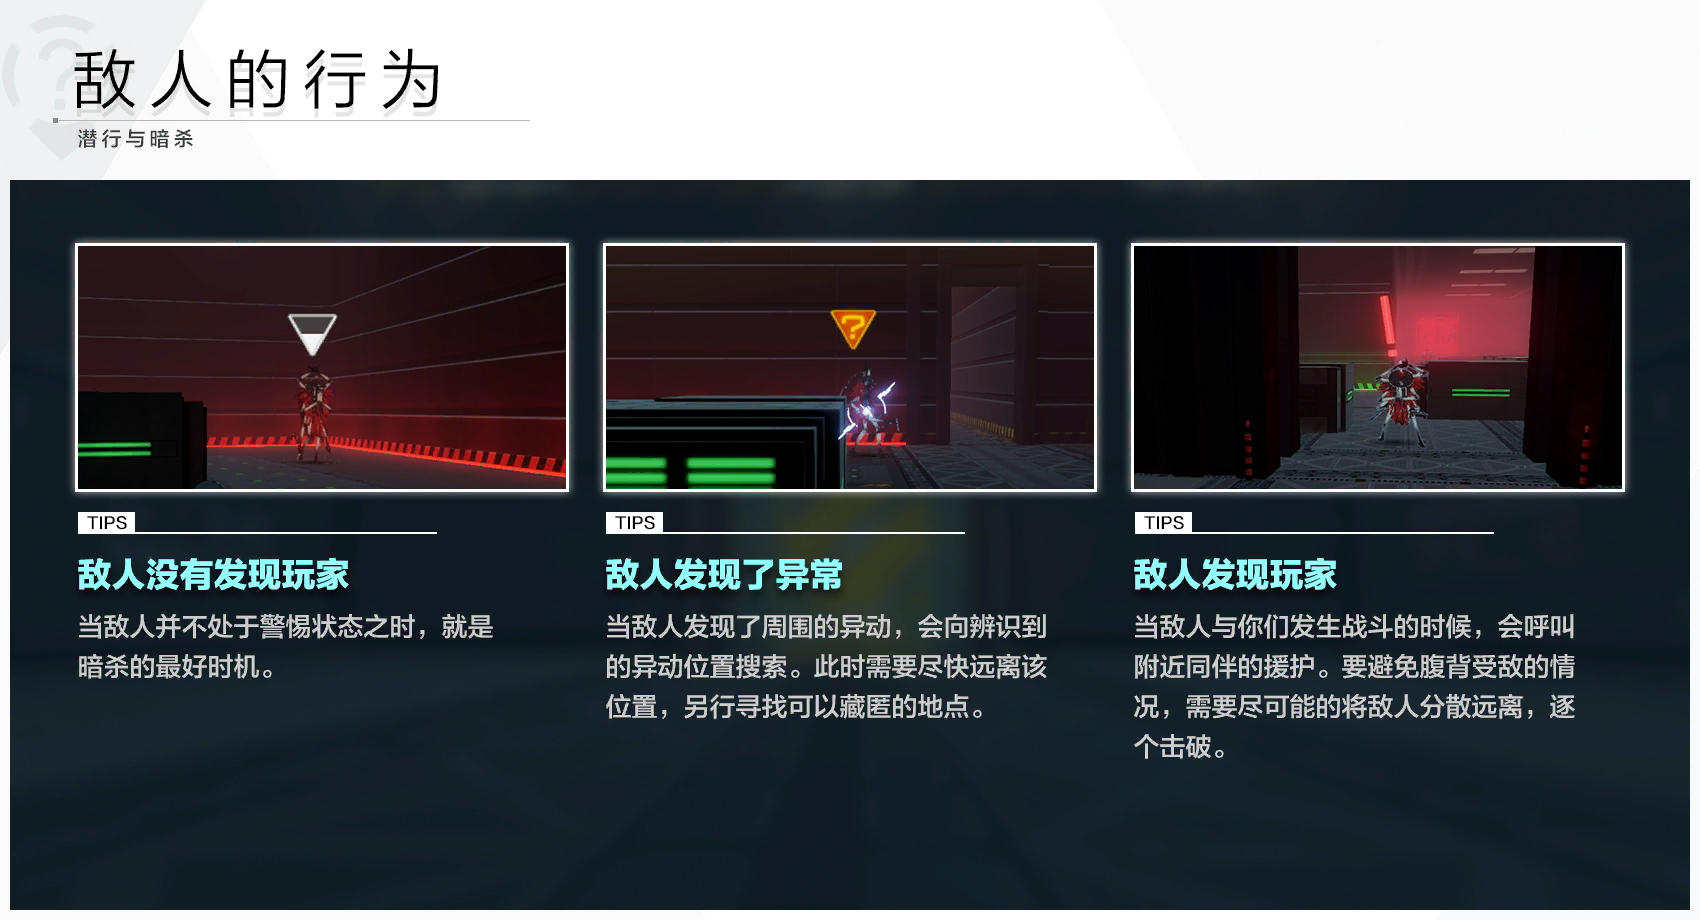 敌人的行为
潜行与暗杀
TIPS
敌人没有发现玩家
当敌人并不处于警惕状态之时，就是
暗杀的最好时机。
?
TIPS
敌人发现了异常
当敌人发现了周围的异动，会向辨识到
的异动位置搜索。此时需要尽快远离该
位置，另行寻找可以藏匿的地点。
TIPS
敌人发现玩家
当敌人与你们发生战斗的时候，会呼叫
附近同伴的援护。要避免腹背受敌的情
况，需要尽可能的将敌人分散远离，逐
个击破。